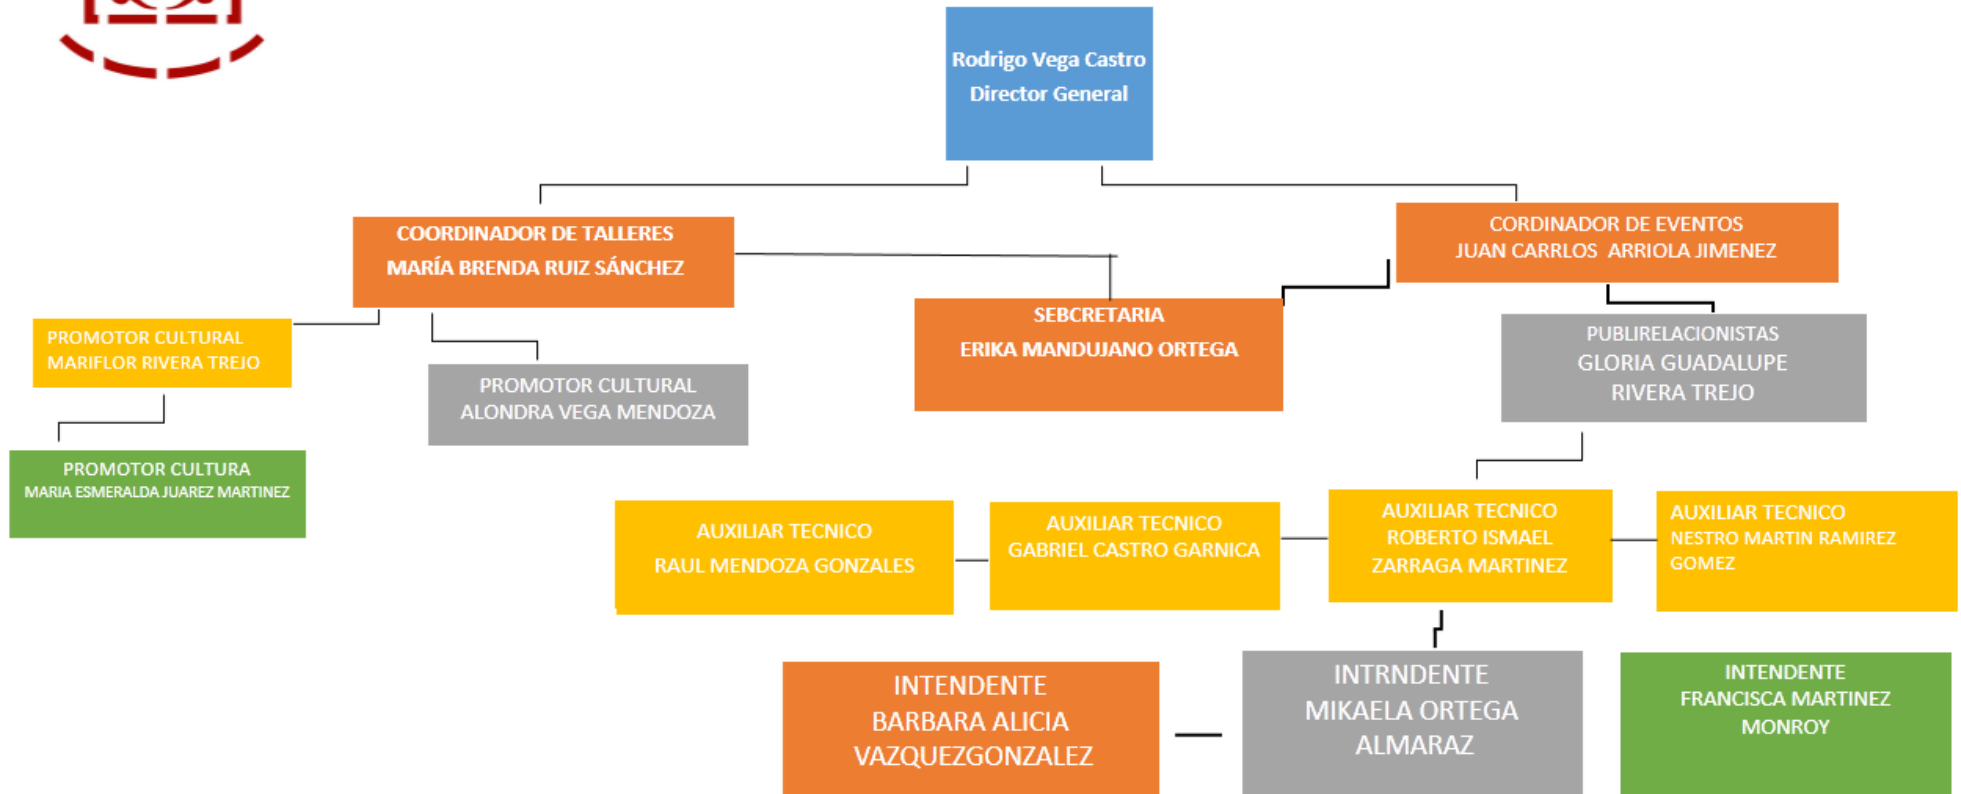 Rodrigo Vega Castro
Director General
COORDINADOR DE TALLERES
MARÍA BRENDA RUIZ SÁNCHEZ
CORDINADOR DE EVENTOS
JUAN CARRLOS ARRIOLA JIMENEZ
SEBCRETARIA
ERIKA MANDUJANO ORTEGA
PROMOTOR CULTURAL
MARIFLOR RIVERA TREJO
PROMOTOR CULTURAL
ALONDRA VEGA MENDOZA
PUBLIRELACIONISTAS
GLORIA GUADALUPE
RIVERA TREJO
PROMOTOR CULTURA
MARIA ESMERALDA JUAREZ MARTINEZ
AUXILIAR TECNICO
RAUL MENDOZA GONZALES
AUXILIAR TECNICO
GABRIEL CASTRO GARNICA
AUXILIAR TECNICO
ROBERTO ISMAEL
ZARRAGA MARTINEZ
AUXILIAR TECNICO
NESTRO MARTIN RAMIREZ
GOMEZ
INTENDENTE
BARBARA ALICIA
VAZQUEZGONZALEZ
INTRNDENTE
MIKAELA ORTEGA
ALMARAZ
INTENDENTE
FRANCISCA MARTINEZ
MONROY